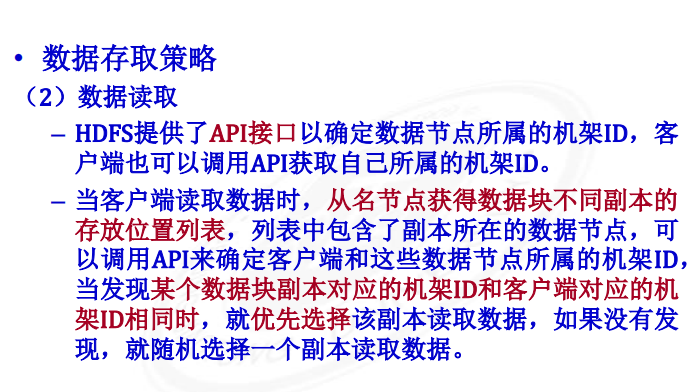 • 数据存取策略
（2）数据读取
– HDFS提供了API接口以确定数据节点所属的机架ID，客
户端也可以调用API获取自己所属的机架ID。
– 当客户端读取数据时，从名节点获得数据块不同副本的
存放位置列表，列表中包含了副本所在的数据节点，可
以调用API来确定客户端和这些数据节点所属的机架ID，
当发现某个数据块副本对应的机架ID和客户端对应的机
架ID相同时，就优先选择该副本读取数据，如果没有发
现，就随机选择一个副本读取数据。